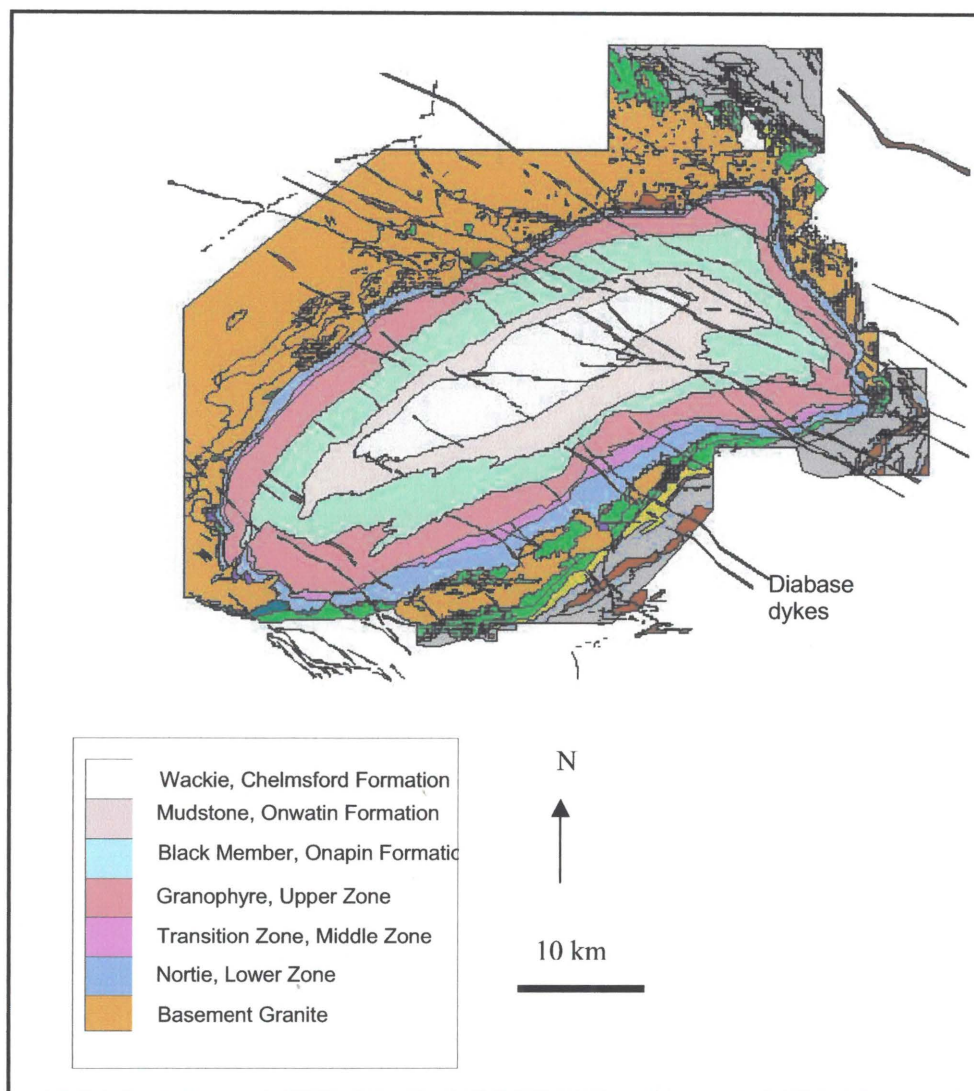 Diabase
dykes
Wackie, Chelmsford Formation
Mudstone, Onwatin Formation
Black Member, Onapin Formatic
Granophyre, Upper Zone
Transition Zone, Middle Zone
Nortie, Lower Zone
Basement Granite
N
10 km